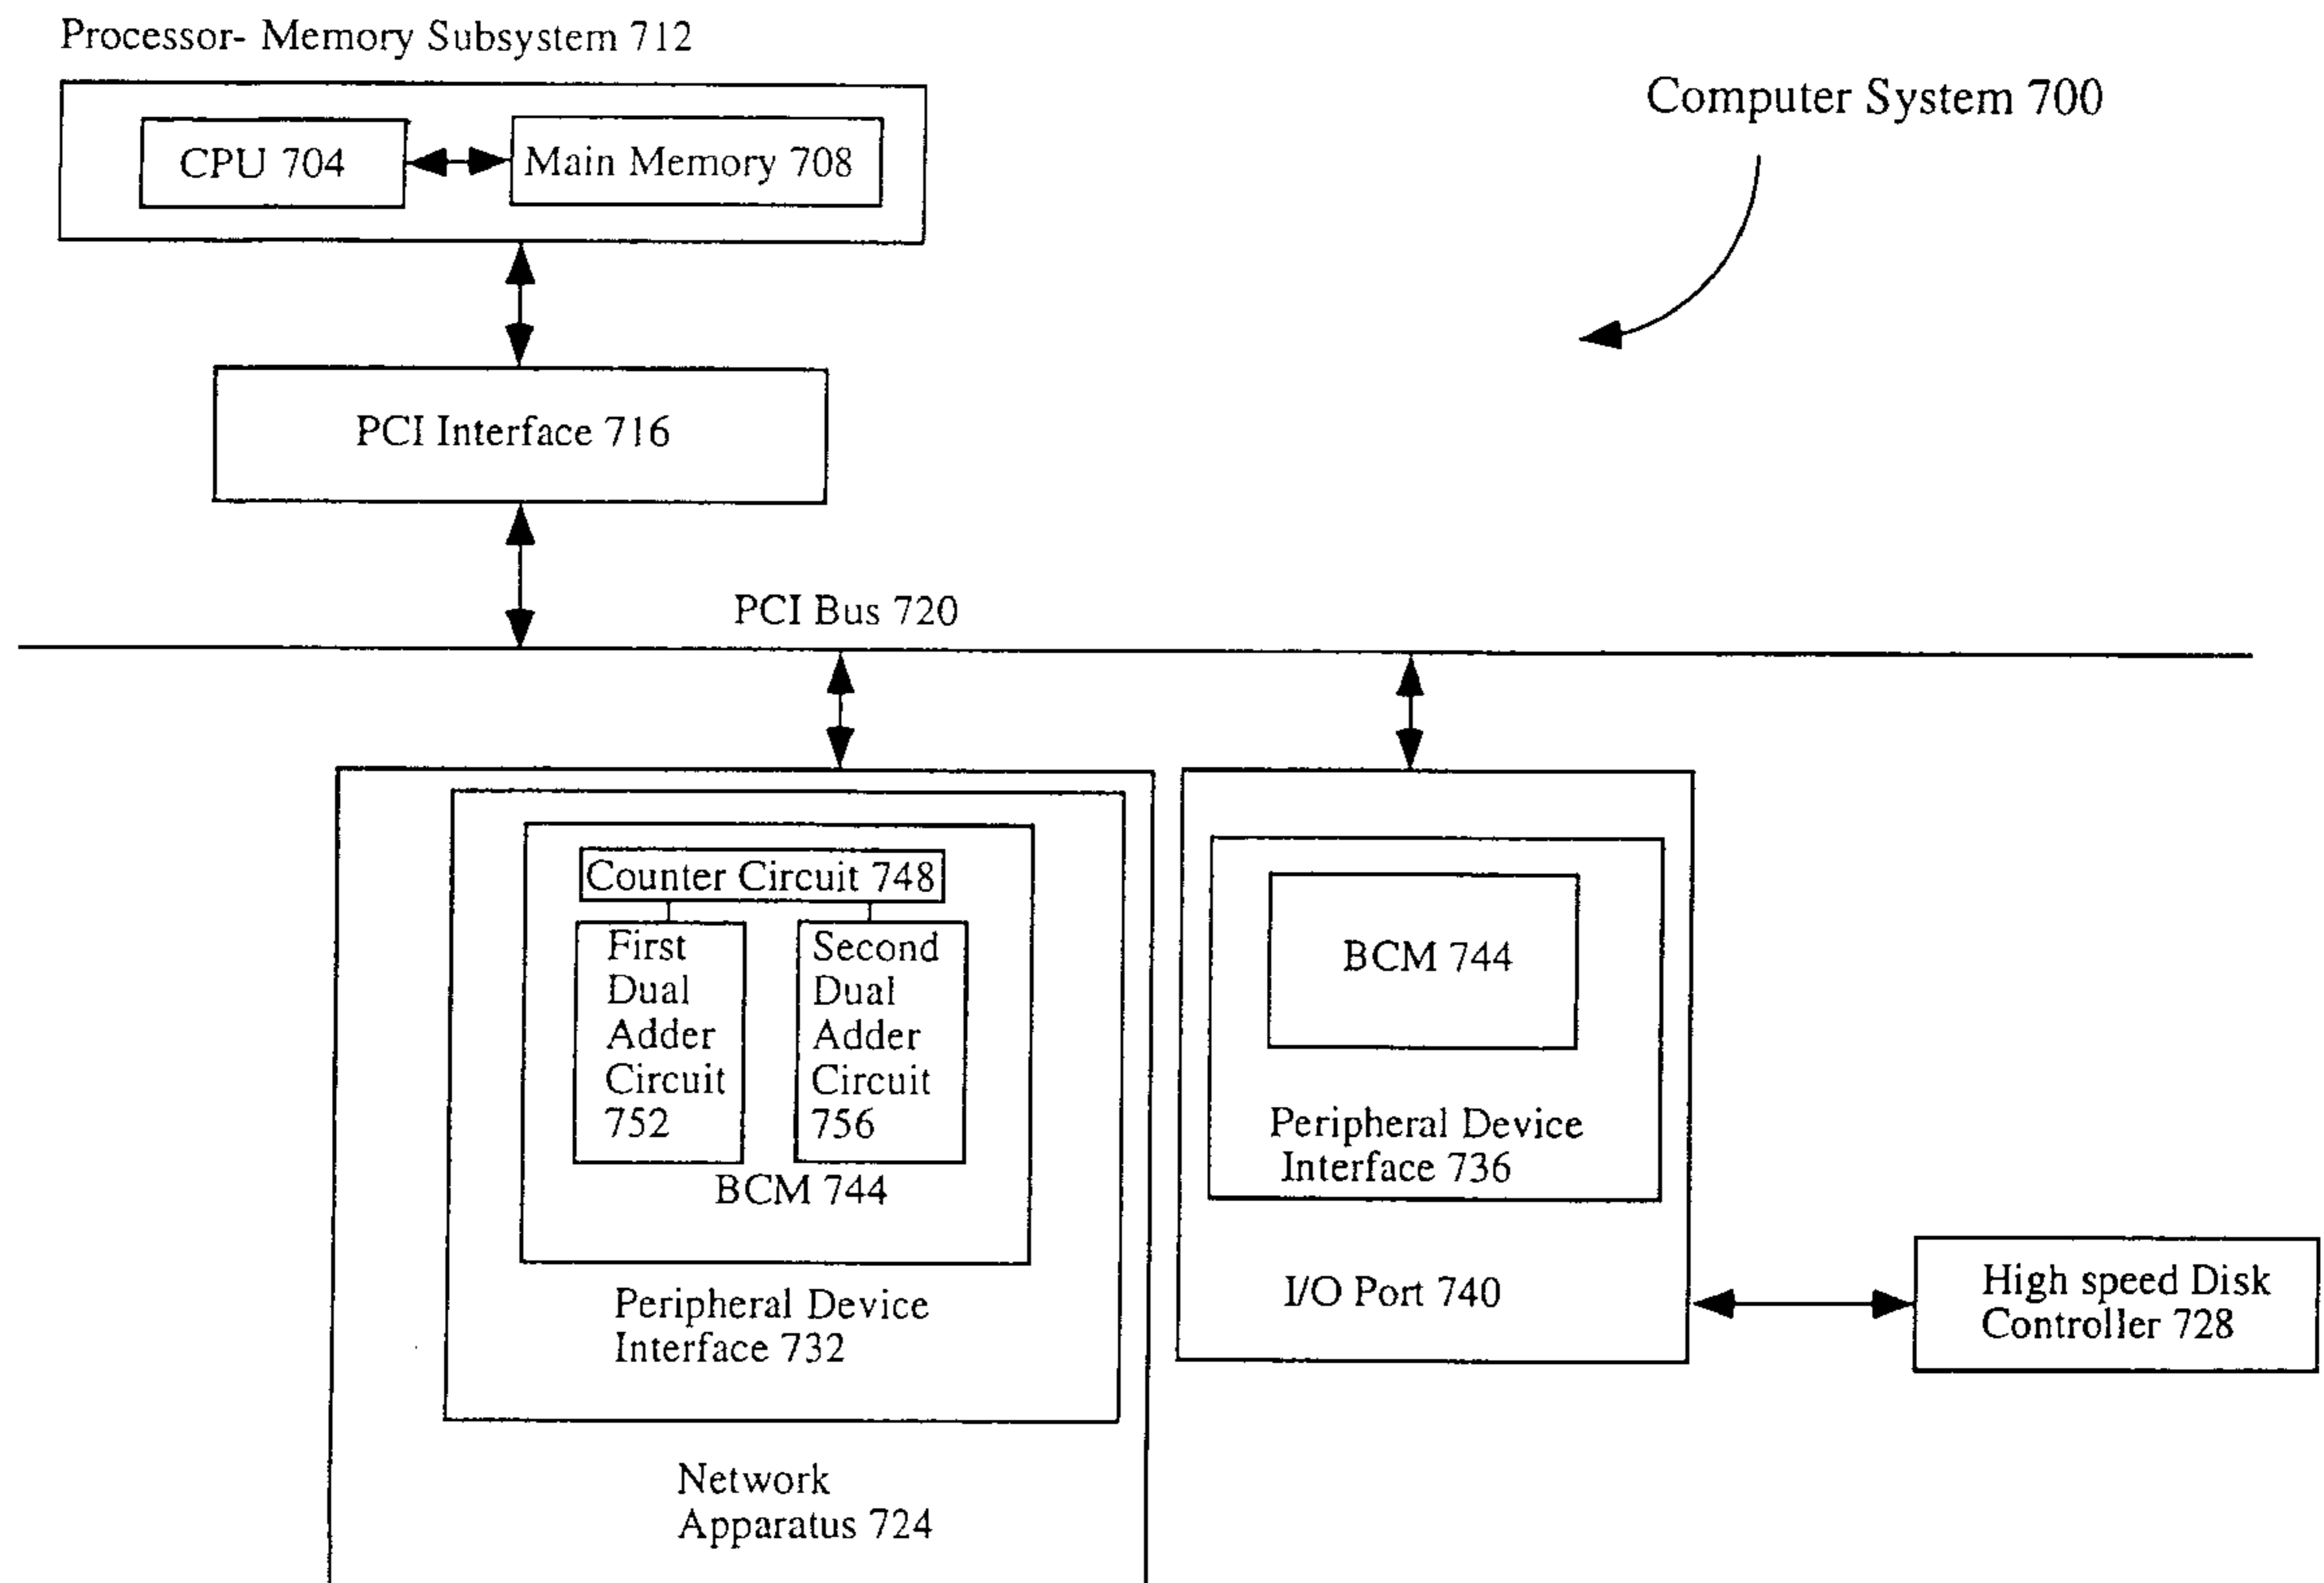 Processor- Memory Subsystem 712
Computer System 700
CPU 704
Main Memory 708
PCI Interface 716
PCI Bus 720
Counter Circuit 748
First
Dual
Adder
Circuit
752
Second
Dual
Adder
Circuit
756
BCM 744
Peripheral Device
Interface 732
Network
Apparatus 724
BCM 744
Peripheral Device
Interface 736
I/O Port 740
High speed Disk
Controller 728